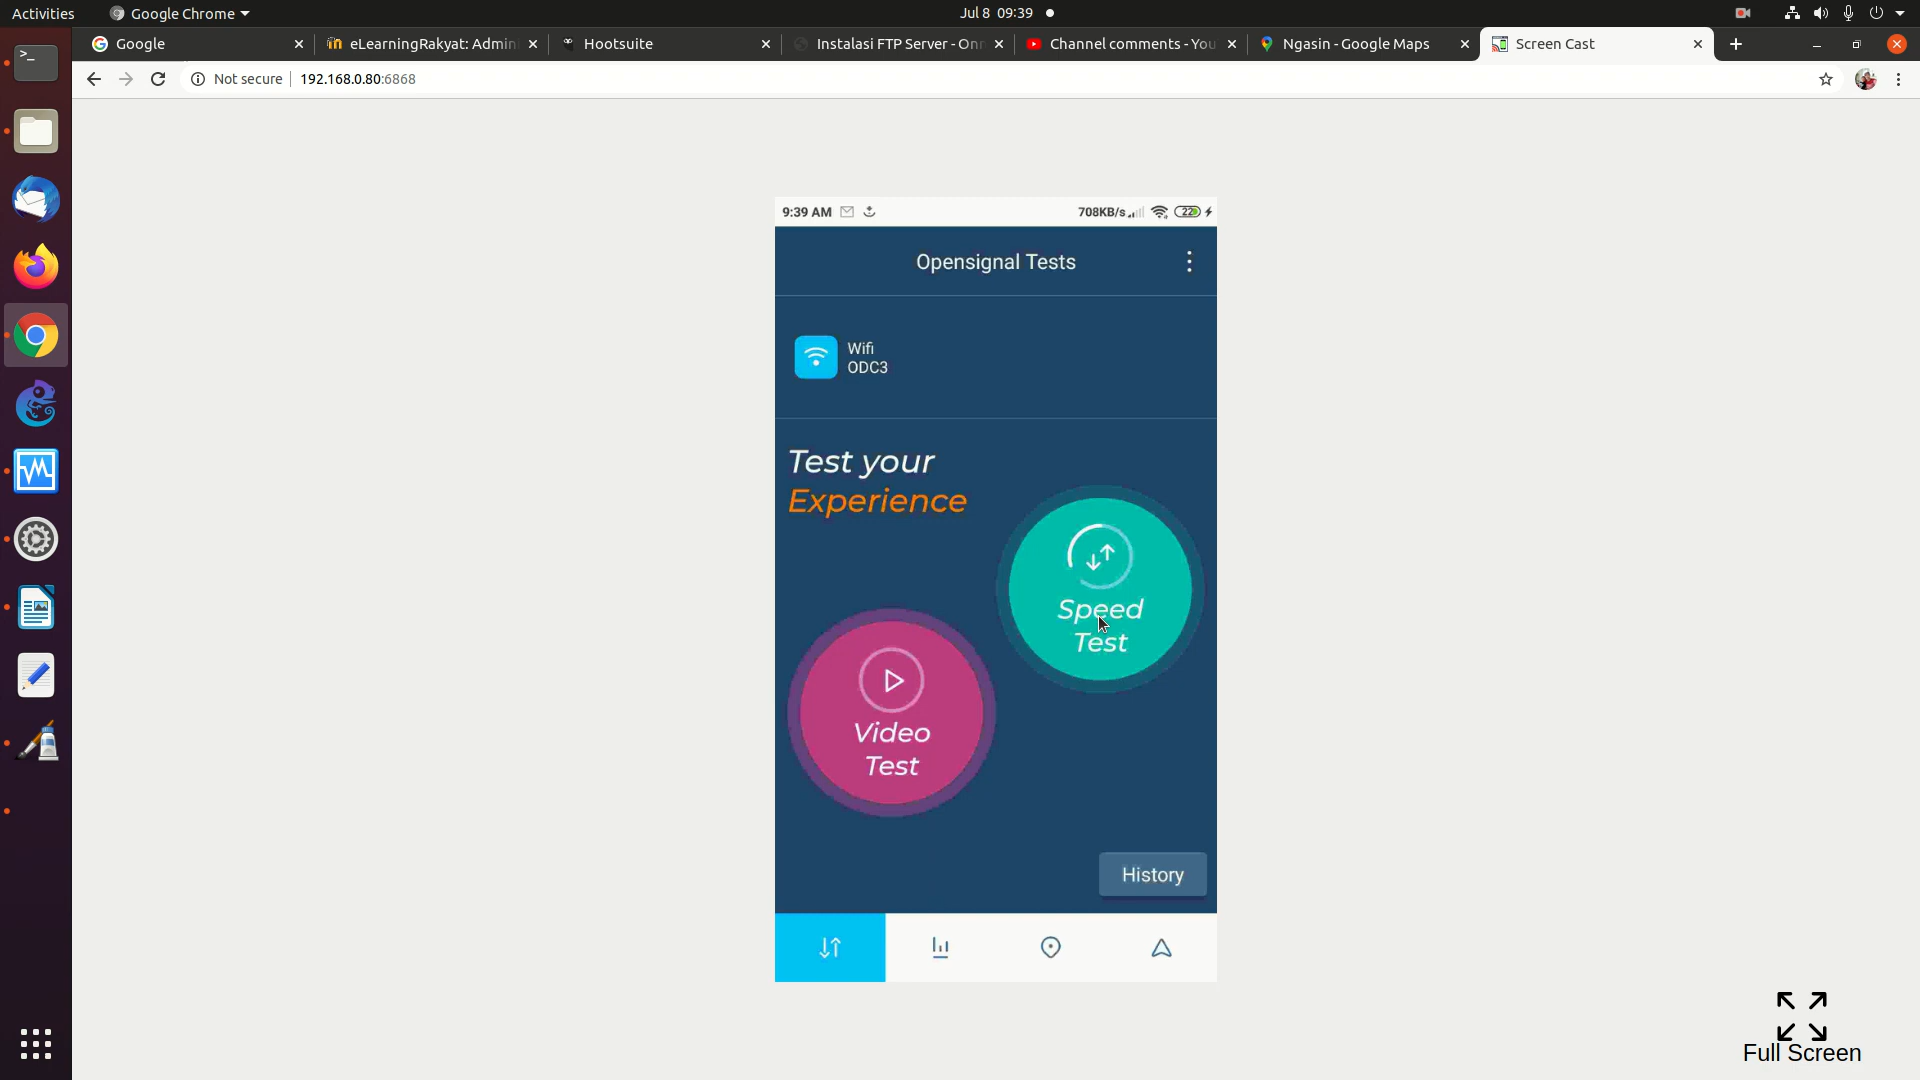 Activities
Google Chrome
Jul 8 09:39
Google
eLearningRakyat: Admin
Hootsuite
Instalasi FTP Server - Onn
Channel comments - You
Ngasin - Google Maps
Screen Cast
Not secure
192.168.0.80:6868
9:39 AM
708KB/s
22
Opensignal Tests
Wifi
ODC3
Test your
Experience
Speed
Test
Video
Test
History
Full Screen